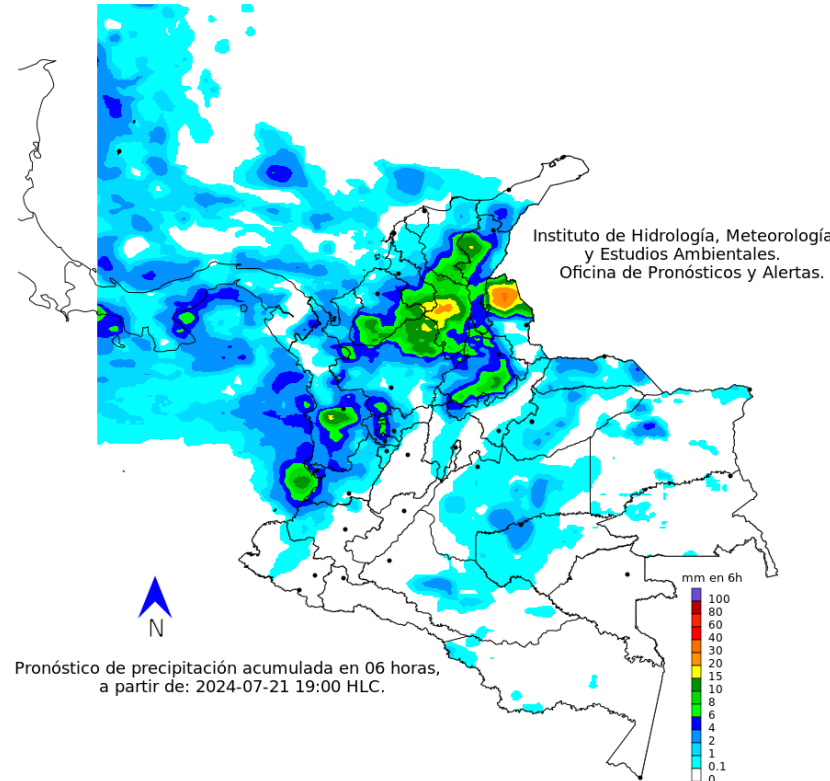 Instituto de Hidrología, Meteorología
y Estudios Ambientales.
Oficina de Pronósticos y Alertas.
N
Pronóstico de precipitación acumulada en 06 horas,
a partir de: 2024-07-21 19:00 HLC.
mm en 6h
100
80
60
40
30
20
15
10
8
6
4
2
1
0.1
0